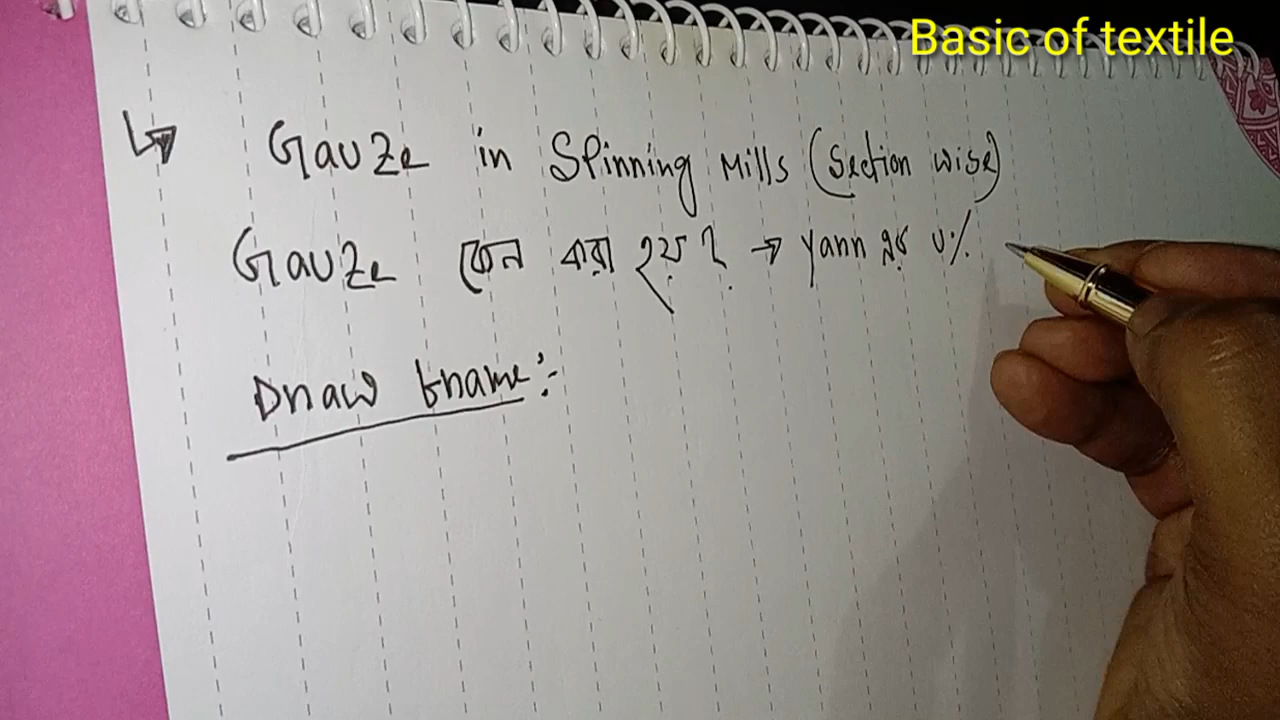 Basic of textile
Gauze in Spinning Mills (Section wise)
Gauze কেন করা হয় ? → Yarn এর U%
Draw frame :-